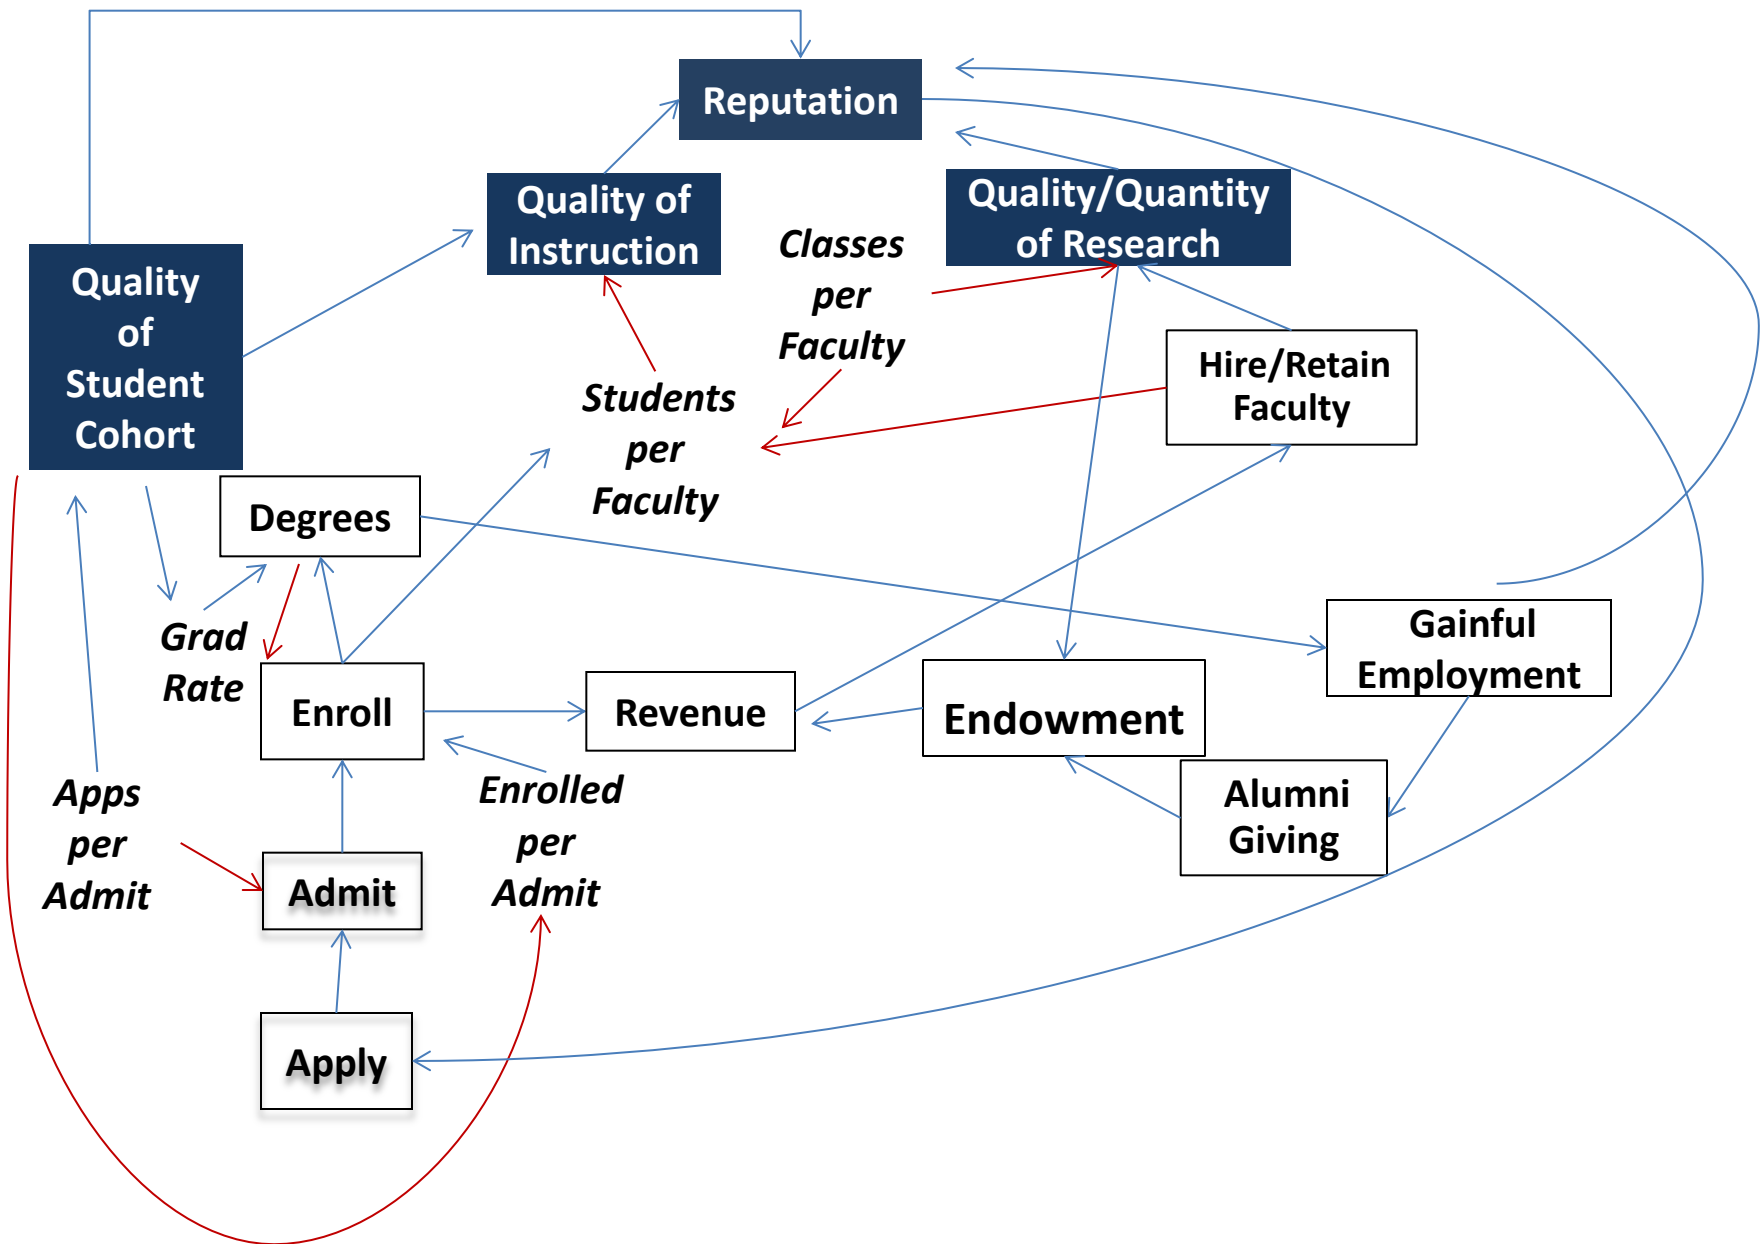 Reputation
Quality of
Instruction
Quality/Quantity
of Research
Classes
per
Faculty
Quality
of
Student
Cohort
Hire/Retain
Faculty
Students
per
Faculty
Degrees
Grad
Rate
Gainful
Employment
Enroll
Revenue
Endowment
Apps
per
Admit
Enrolled
per
Admit
Alumni
Giving
Admit
Apply